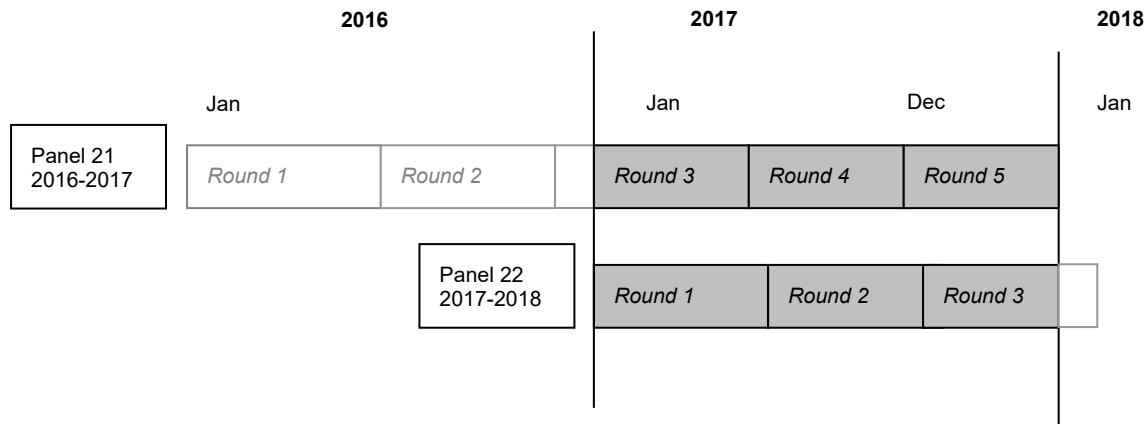 2016 2017 2018
Jan Jan Dec Jan
Panel 21
2016-2017
Round 1 Round 2 Round 3 Round 4 Round 5
Panel 22
2017-2018
Round 1 Round 2 Round 3